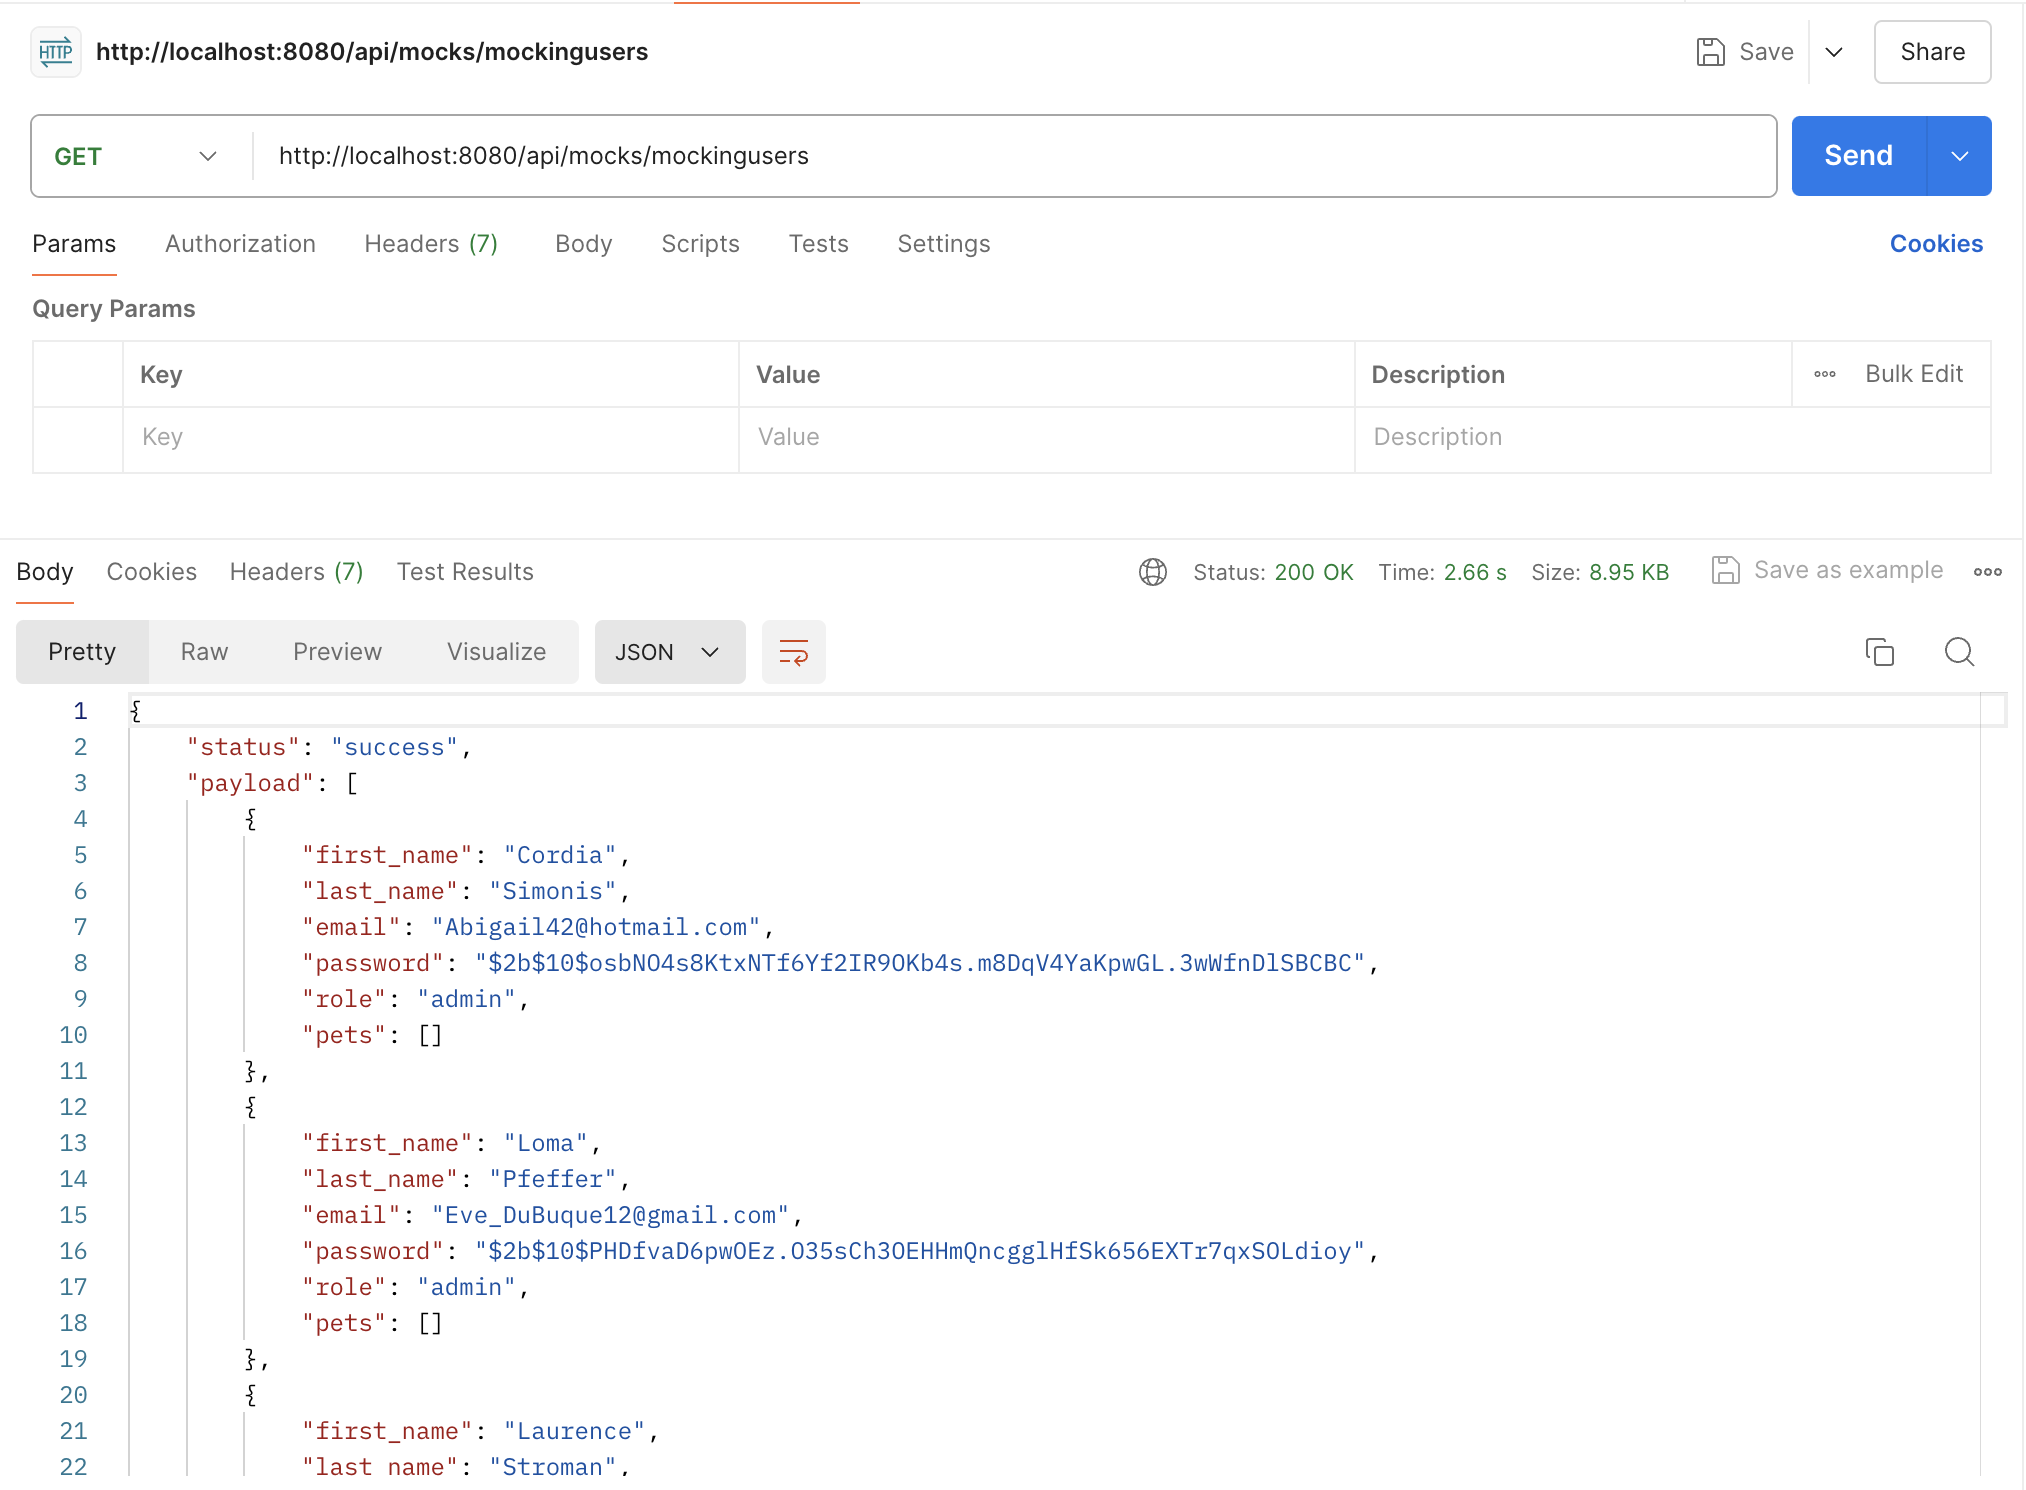 HTTP http://localhost:8080/api/mocks/mockingusers Save Share
GET http://localhost:8080/api/mocks/mockingusers Send
Params Authorization Headers (7) Body Scripts Tests Settings Cookies
Query Params
Key Value Description Bulk Edit
Key Value Description
Body Cookies Headers (7) Test Results Status: 200 OK Time: 2.66 s Size: 8.95 KB Save as example
Pretty Raw Preview Visualize JSON
1 {
2 "status": "success",
3 "payload": [
4 {
5 "first_name": "Cordia",
6 "last_name": "Simonis",
7 "email": "Abigail42@hotmail.com",
8 "password": "$2b$10$osbNO4s8KtxNTf6Yf2IR9OKb4s.m8DqV4YaKpwGL.3wWfnDlSBCBC",
9 "role": "admin",
10 "pets": []
11 },
12 {
13 "first_name": "Loma",
14 "last_name": "Pfeffer",
15 "email": "Eve_DuBuque12@gmail.com",
16 "password": "$2b$10$PHDfvaD6pwOEz.O35sCh3OEHHmQncgglHfSk656EXTr7qxSOLdioy",
17 "role": "admin",
18 "pets": []
19 },
20 {
21 "first_name": "Laurence",
22 "last_name": "Stroman",